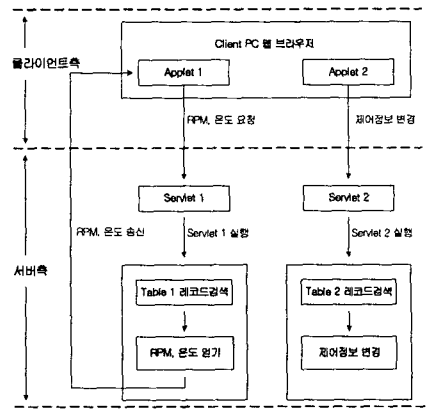 Client PC 웹 브라우저
클라이언트측
Applet 1
Applet 2
RPM, 온도 요청
제어정보 변경
Servlet 1
Servlet 2
RPM, 온도 송신
Servlet 1 실행
Servlet 2 실행
서버측
Table 1 레코드검색
Table 2 레코드검색
RPM, 온도 얻기
제어정보 변경